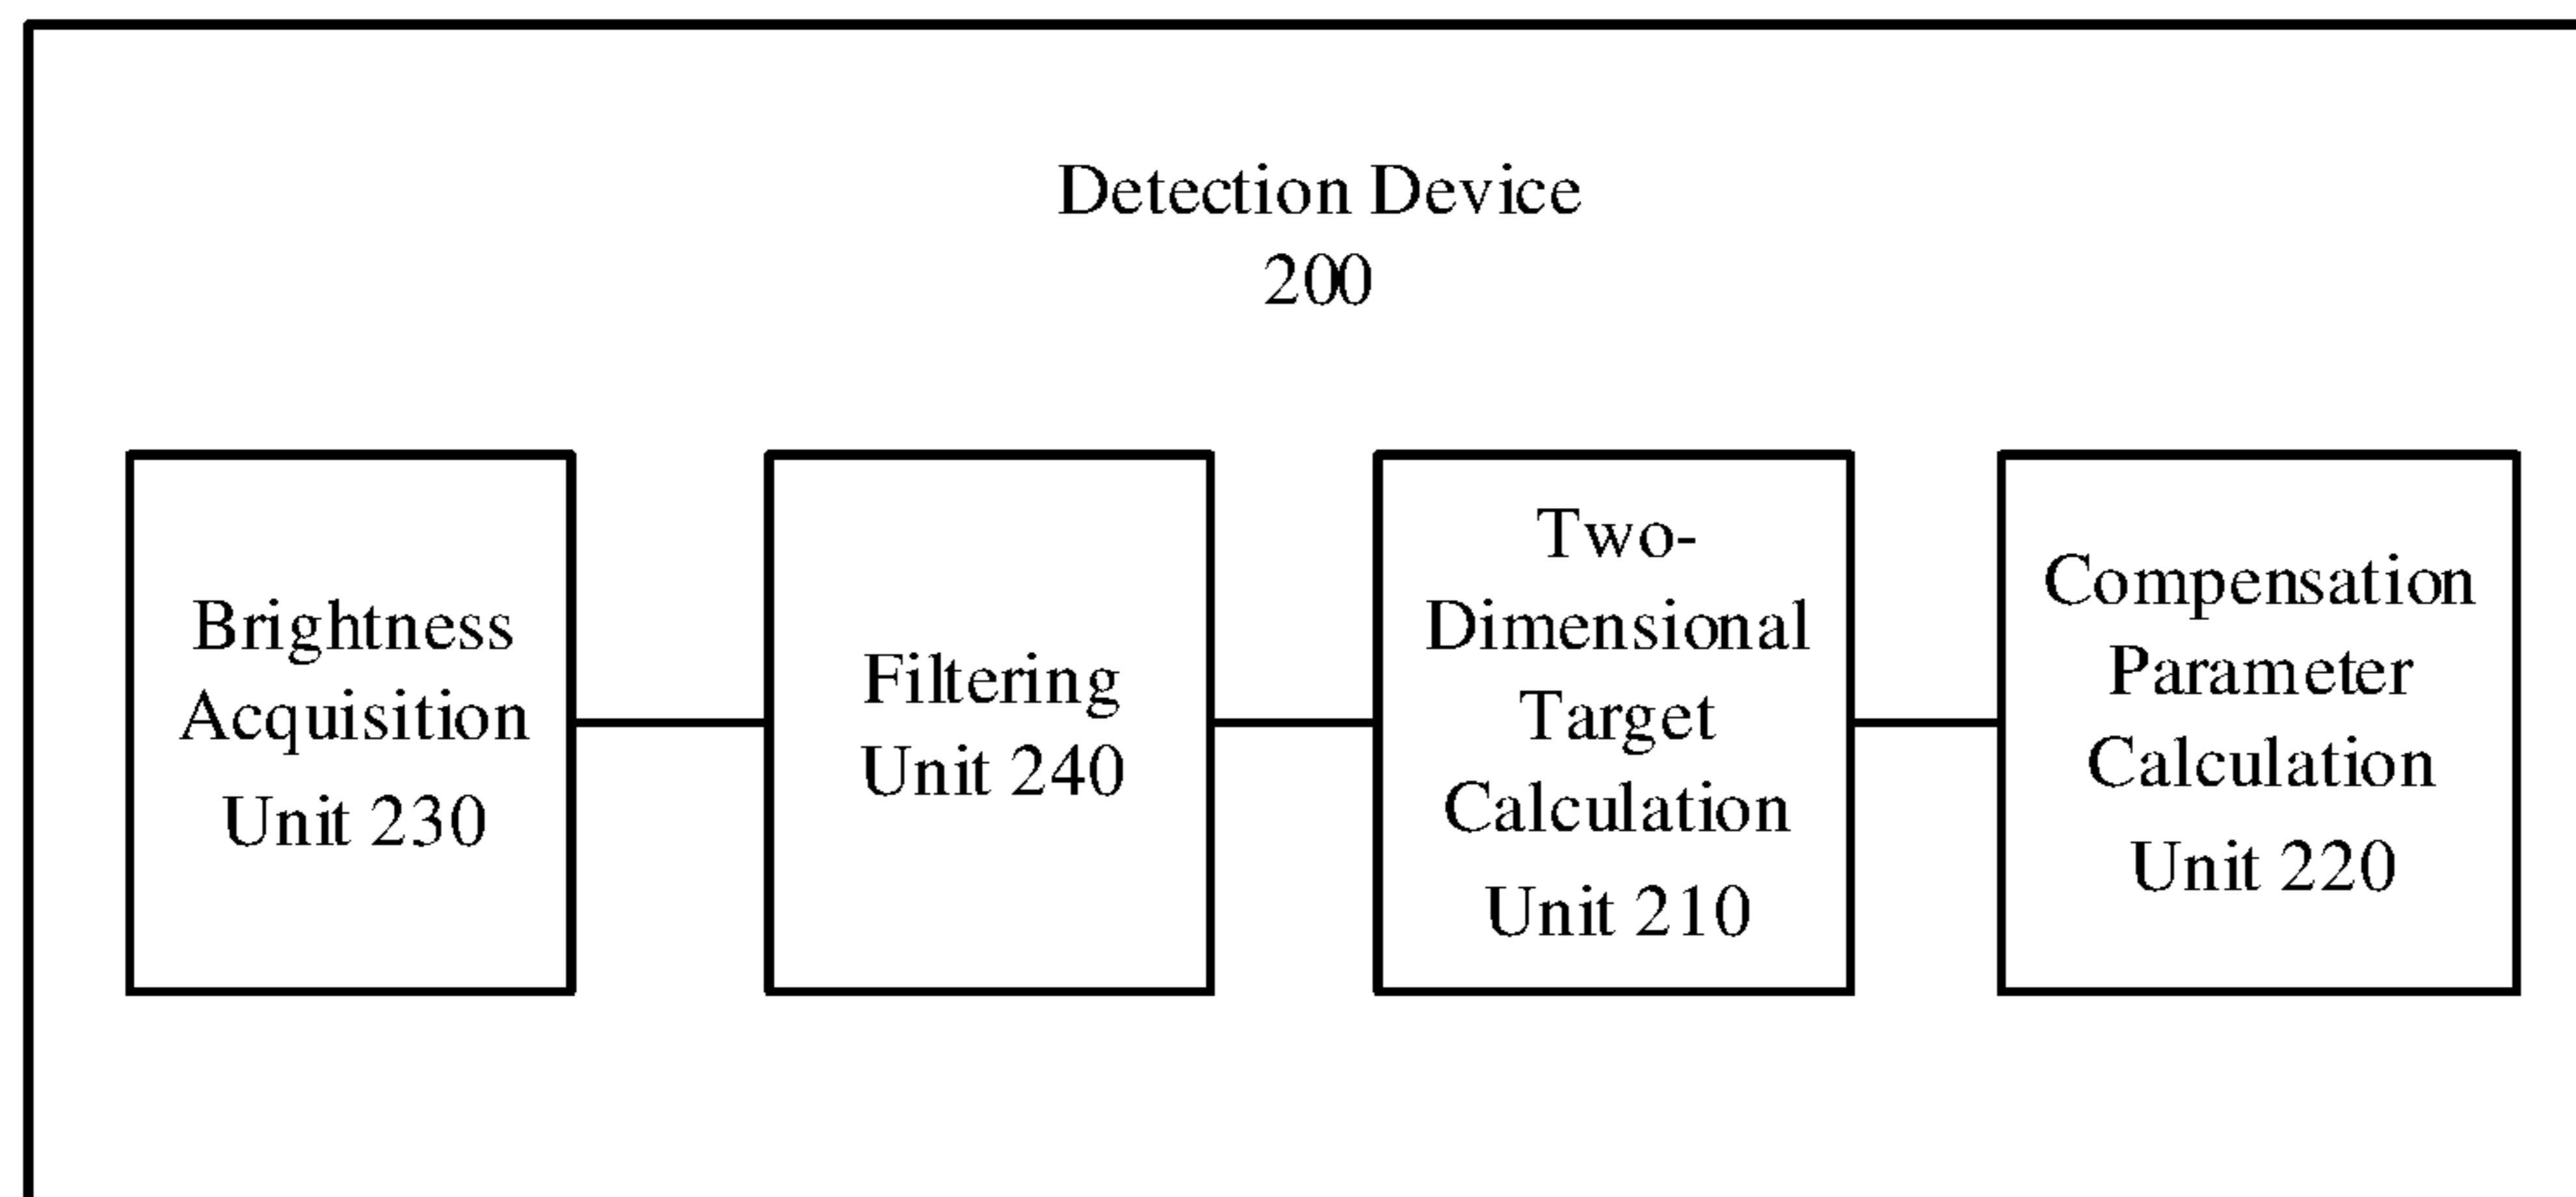 Detection Device
200
Brightness
Acquisition
Unit 230
Filtering
Unit 240
Two-
Dimensional
Target
Calculation
Unit 210
Compensation
Parameter
Calculation
Unit 220